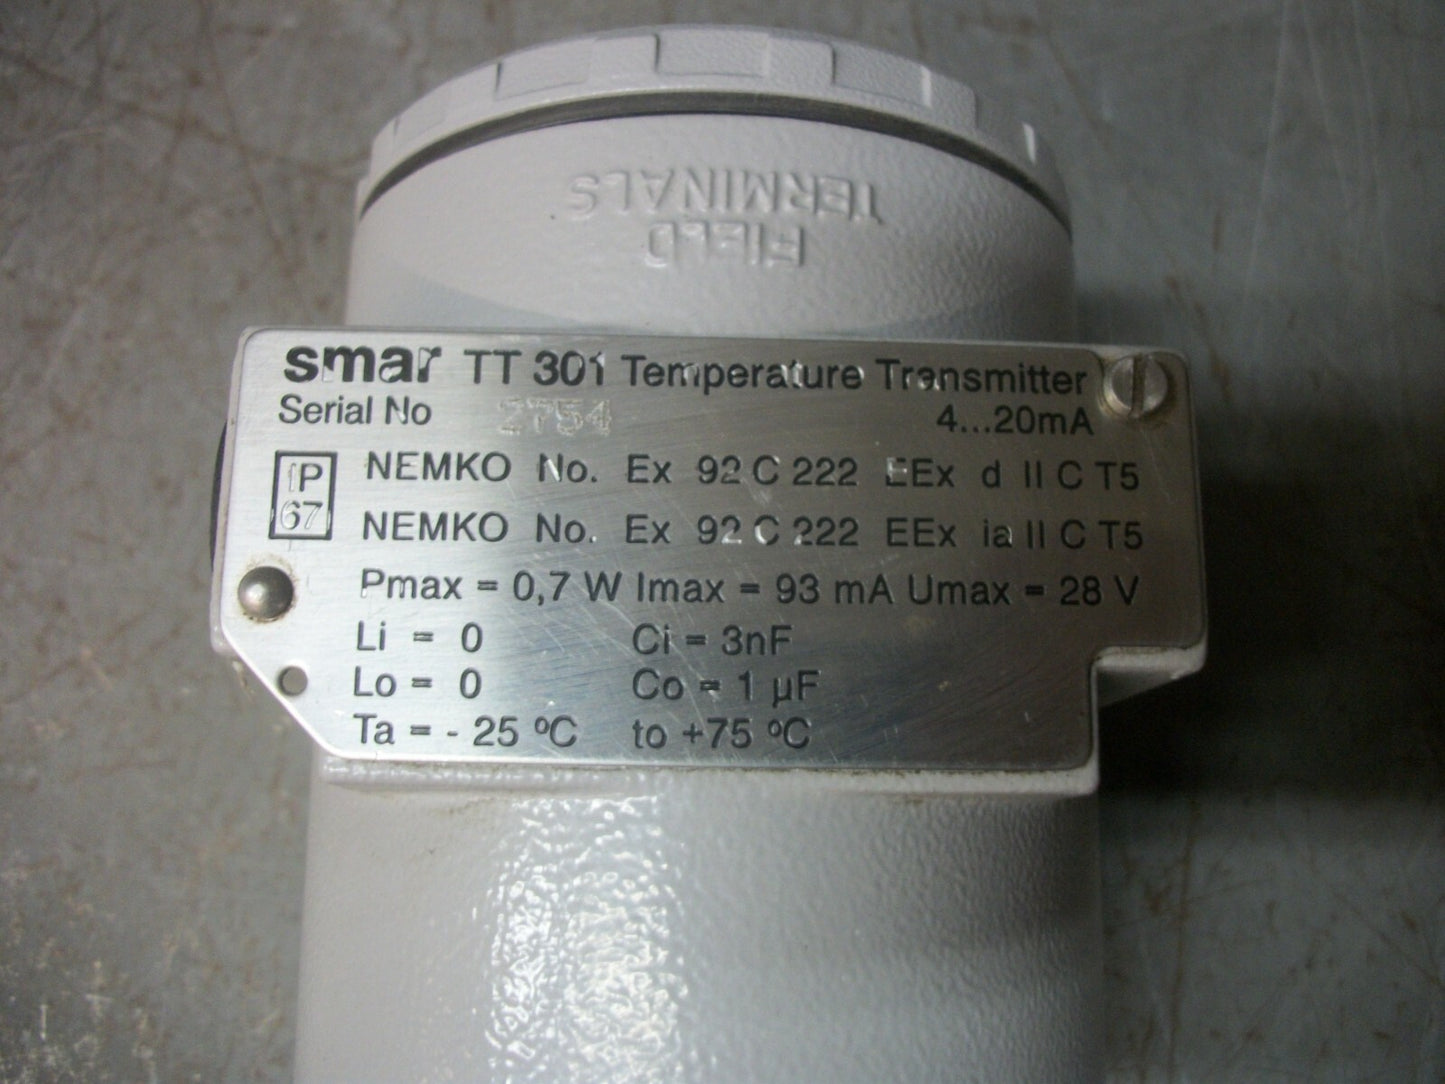 FIELD
TERMINALS
smar TT 301 Temperature Transmitter
Serial No 2754 4...20mA
IP
67
NEMKO No. Ex 92 C 222 EEx d II C T5
NEMKO No. Ex 92 C 222 EEx ia II C T5
Pmax = 0,7 W Imax = 93 mA Umax = 28 V
Li = 0 Ci = 3nF
Lo = 0 Co = 1 µF
Ta = - 25 ºC to +75 ºC